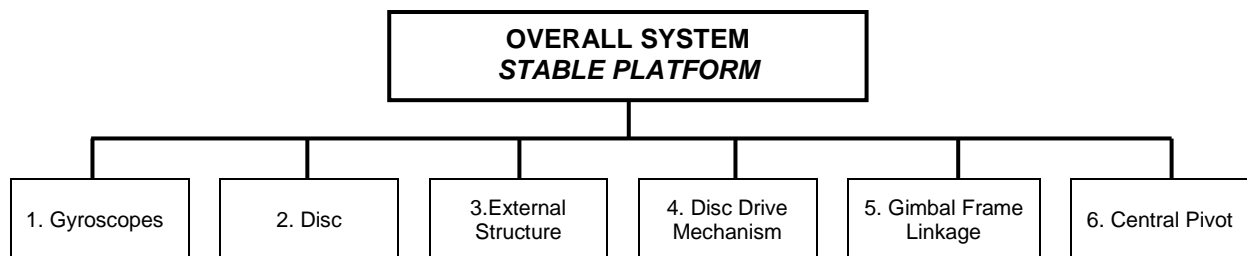 OVERALL SYSTEM
STABLE PLATFORM
1. Gyroscopes
2. Disc
3.External
Structure
4. Disc Drive
Mechanism
5. Gimbal Frame
Linkage
6. Central Pivot